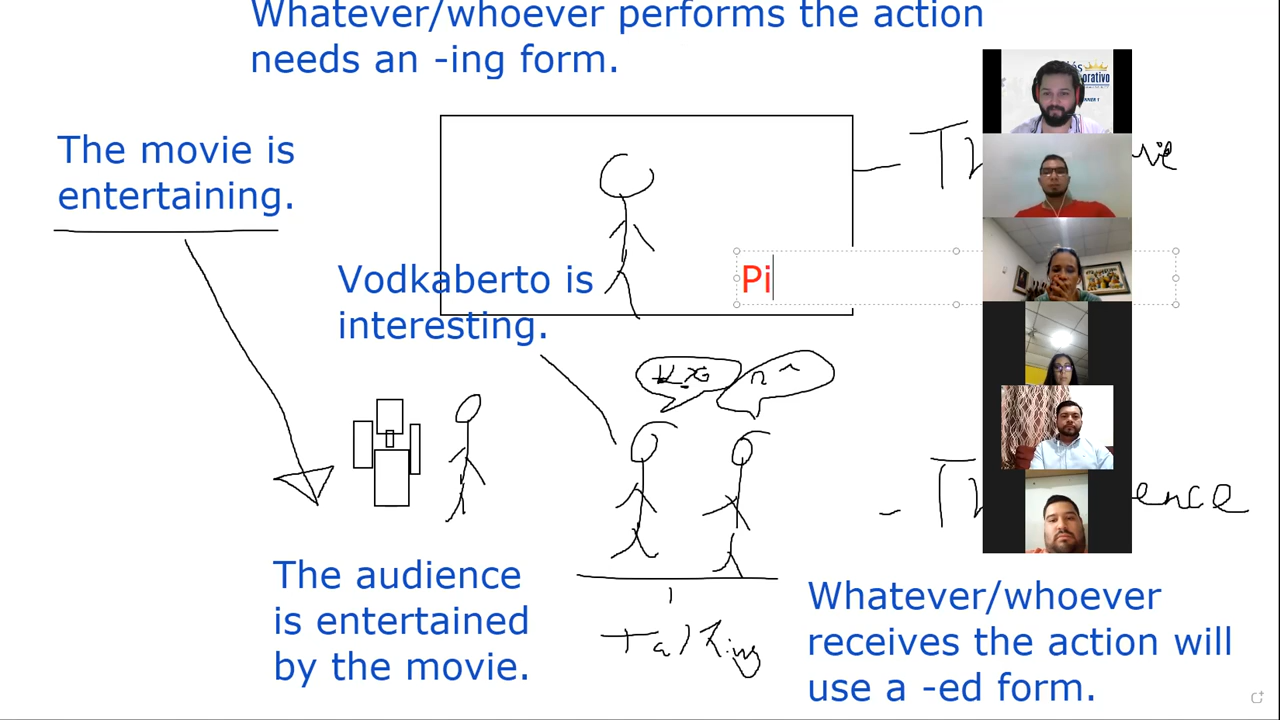 Whatever/whoever performs the action
needs an -ing form.
The movie is
entertaining.
Vodkaberto is
interesting.
Pi
The audience
is entertained
by the movie.
Talking
Whatever/whoever
receives the action will
use a -ed form.